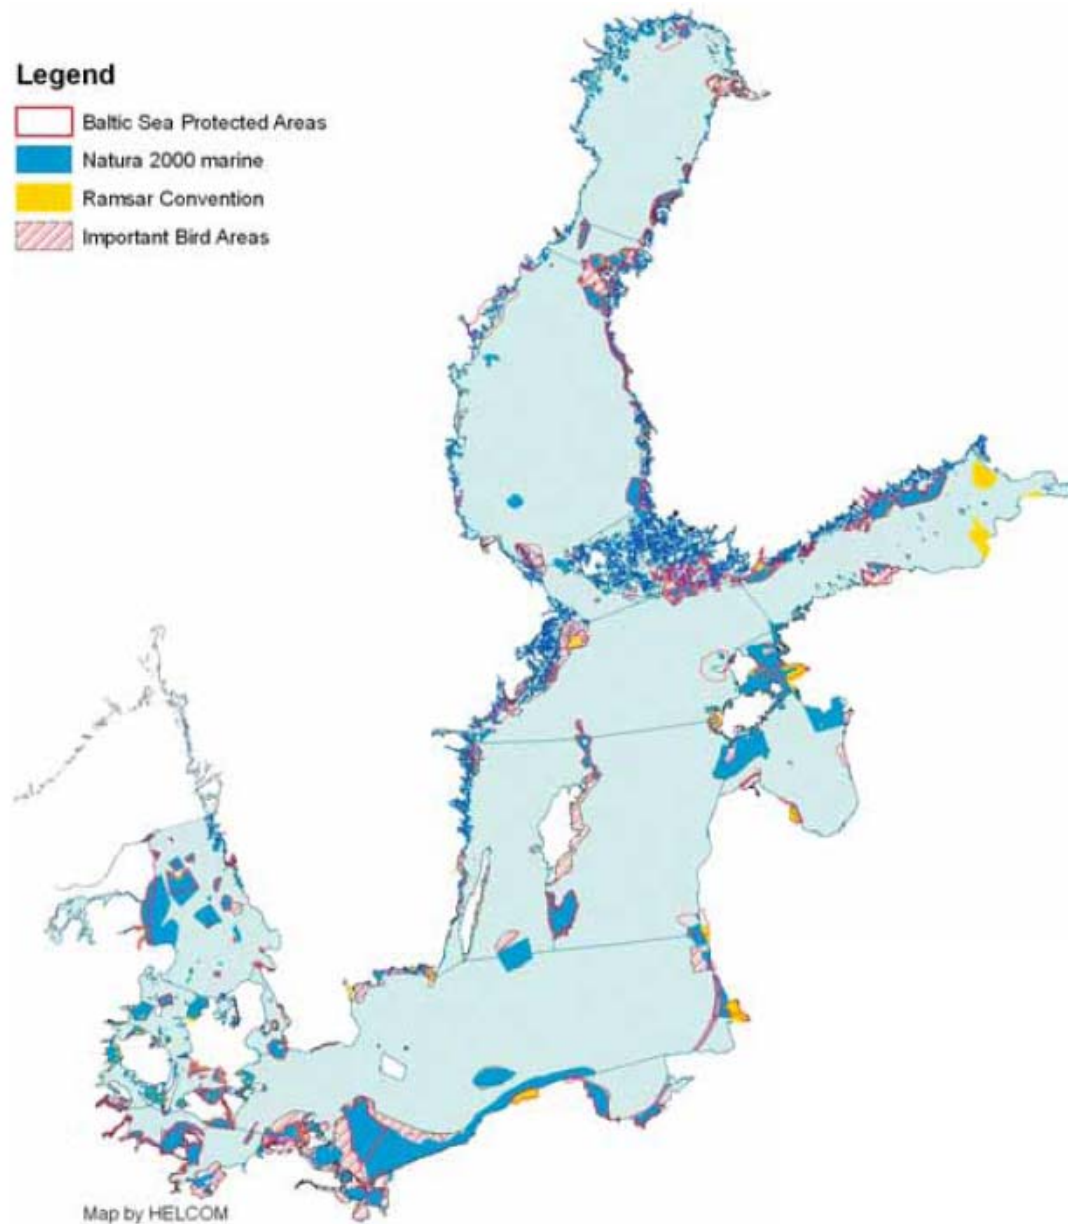 Legend
Baltic Sea Protected Areas
Natura 2000 marine
Ramsar Convention
Important Bird Areas
Map by HELCOM